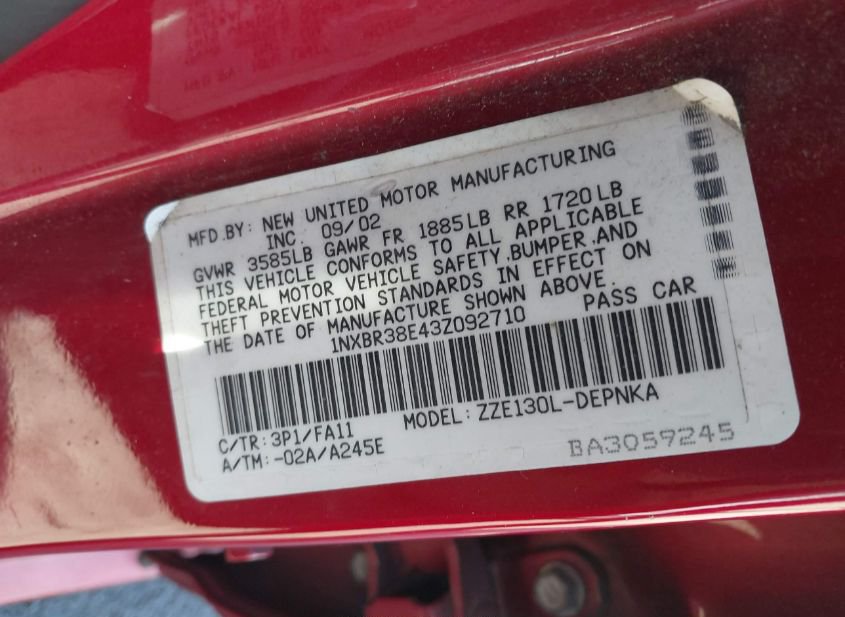 MFD.BY: NEW UNITED MOTOR MANUFACTURING
INC. 09/02
GVWR 3585LB GAWR FR 1885LB RR 1720LB
THIS VEHICLE CONFORMS TO ALL APPLICABLE
FEDERAL MOTOR VEHICLE SAFETY,BUMPER,AND
THEFT PREVENTION STANDARDS IN EFFECT ON
THE DATE OF MANUFACTURE SHOWN ABOVE.
1NXBR38E43Z092710 PASS CAR
C/TR:3P1/FA11 MODEL:ZZE130L-DEPNKA
A/TM:-02A/A245E
BA3059245